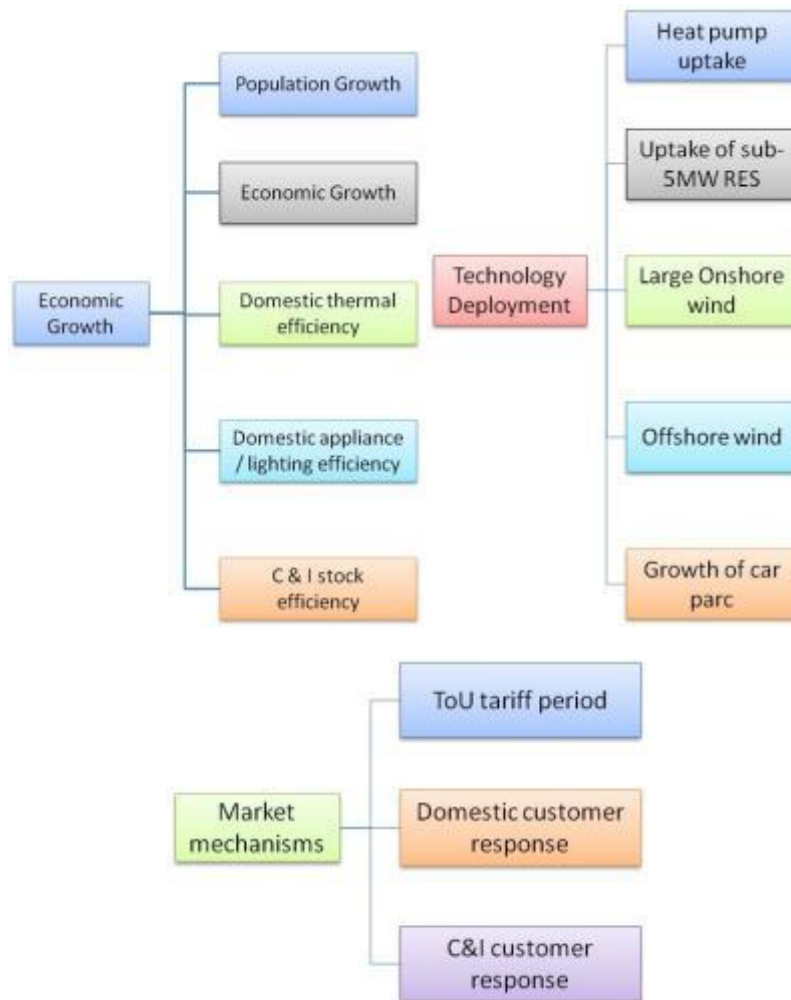 Economic
Growth
Population Growth
Economic Growth
Domestic thermal
efficiency
Domestic appliance
/ lighting efficiency
C & I stock
efficiency
Technology
Deployment
Heat pump
uptake
Uptake of sub-
5MW RES
Large Onshore
wind
Offshore wind
Growth of car
parc
Market
mechanisms
ToU tariff period
Domestic customer
response
C&I customer
response